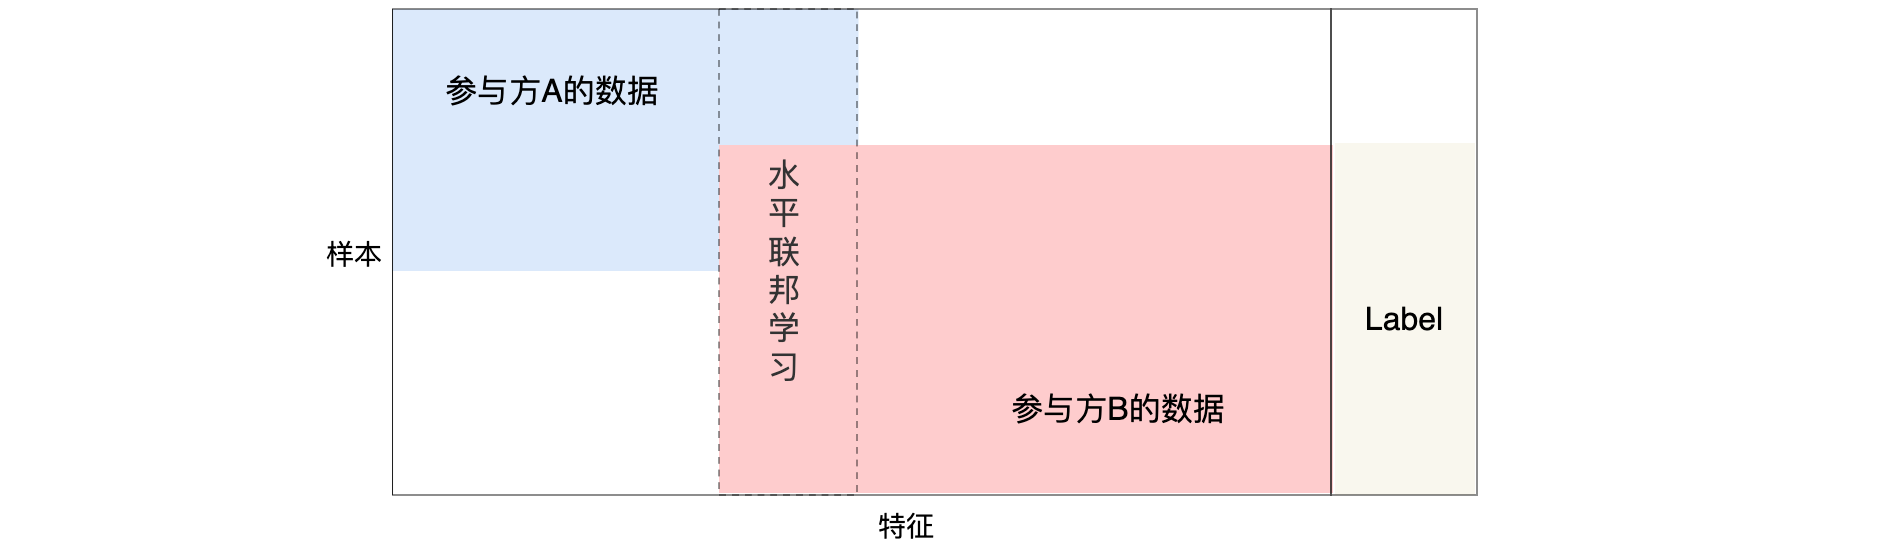 参与方A的数据
水平联邦学习
样本
Label
参与方B的数据
特征